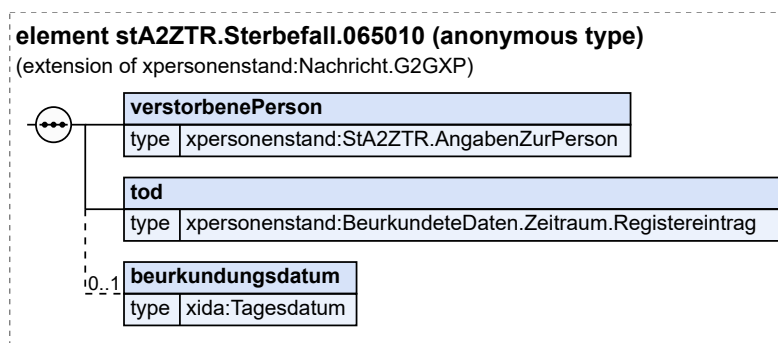 element stA2ZTR.Sterbefall.065010 (anonymous type)
(extension of xpersonenstand:Nachricht.G2GXP)
verstorbenePerson
type xpersonenstand:StA2ZTR.AngabenZurPerson
tod
type xpersonenstand:BeurkundeteDaten.Zeitraum.Registereintrag
0..1
beurkundungsdatum
type xida:Tagesdatum